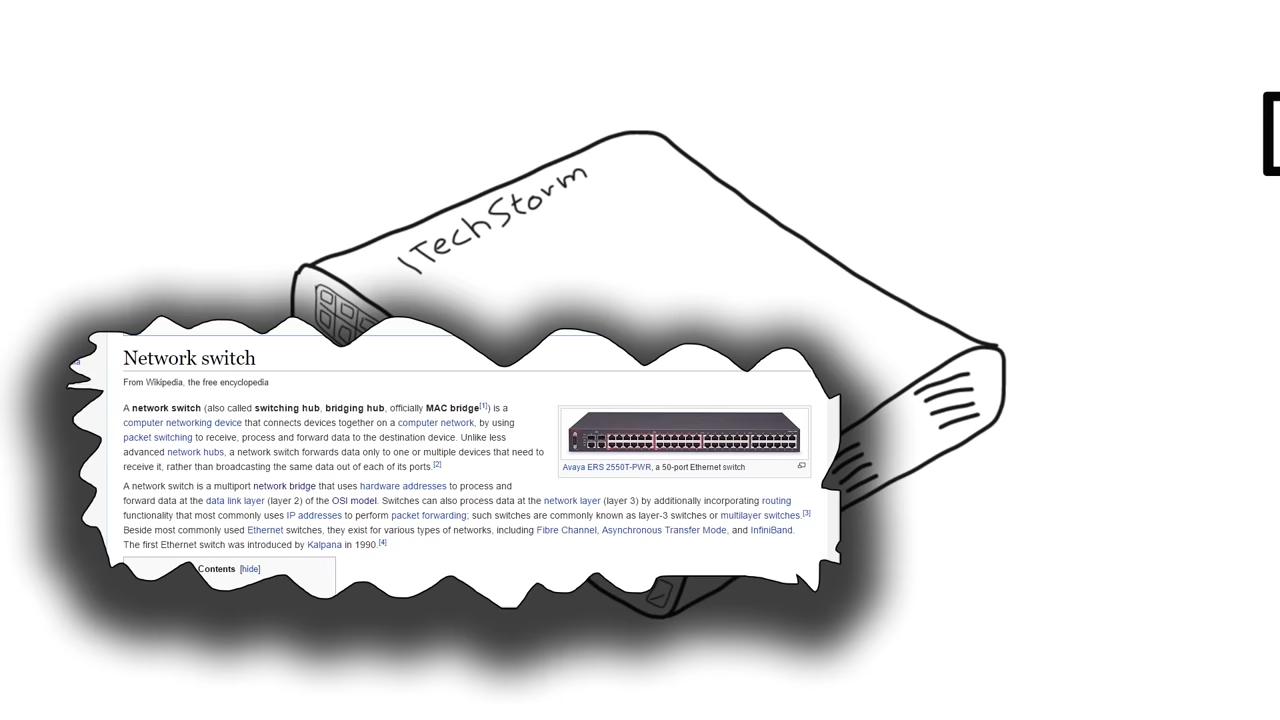 ITechStorm
Network switch
From Wikipedia, the free encyclopedia
A network switch (also called switching hub, bridging hub, officially MAC bridge[1]) is a
computer networking device that connects devices together on a computer network, by using
packet switching to receive, process and forward data to the destination device. Unlike less
advanced network hubs, a network switch forwards data only to one or multiple devices that need to
receive it, rather than broadcasting the same data out of each of its ports.[2]
Avaya ERS 2550T-PWR, a 50-port Ethernet switch
A network switch is a multiport network bridge that uses hardware addresses to process and
forward data at the data link layer (layer 2) of the OSI model. Switches can also process data at the network layer (layer 3) by additionally incorporating routing
functionality that most commonly uses IP addresses to perform packet forwarding; such switches are commonly known as layer-3 switches or multilayer switches.[3]
Beside most commonly used Ethernet switches, they exist for various types of networks, including Fibre Channel, Asynchronous Transfer Mode, and InfiniBand.
The first Ethernet switch was introduced by Kalpana in 1990.[4]
Contents [hide]